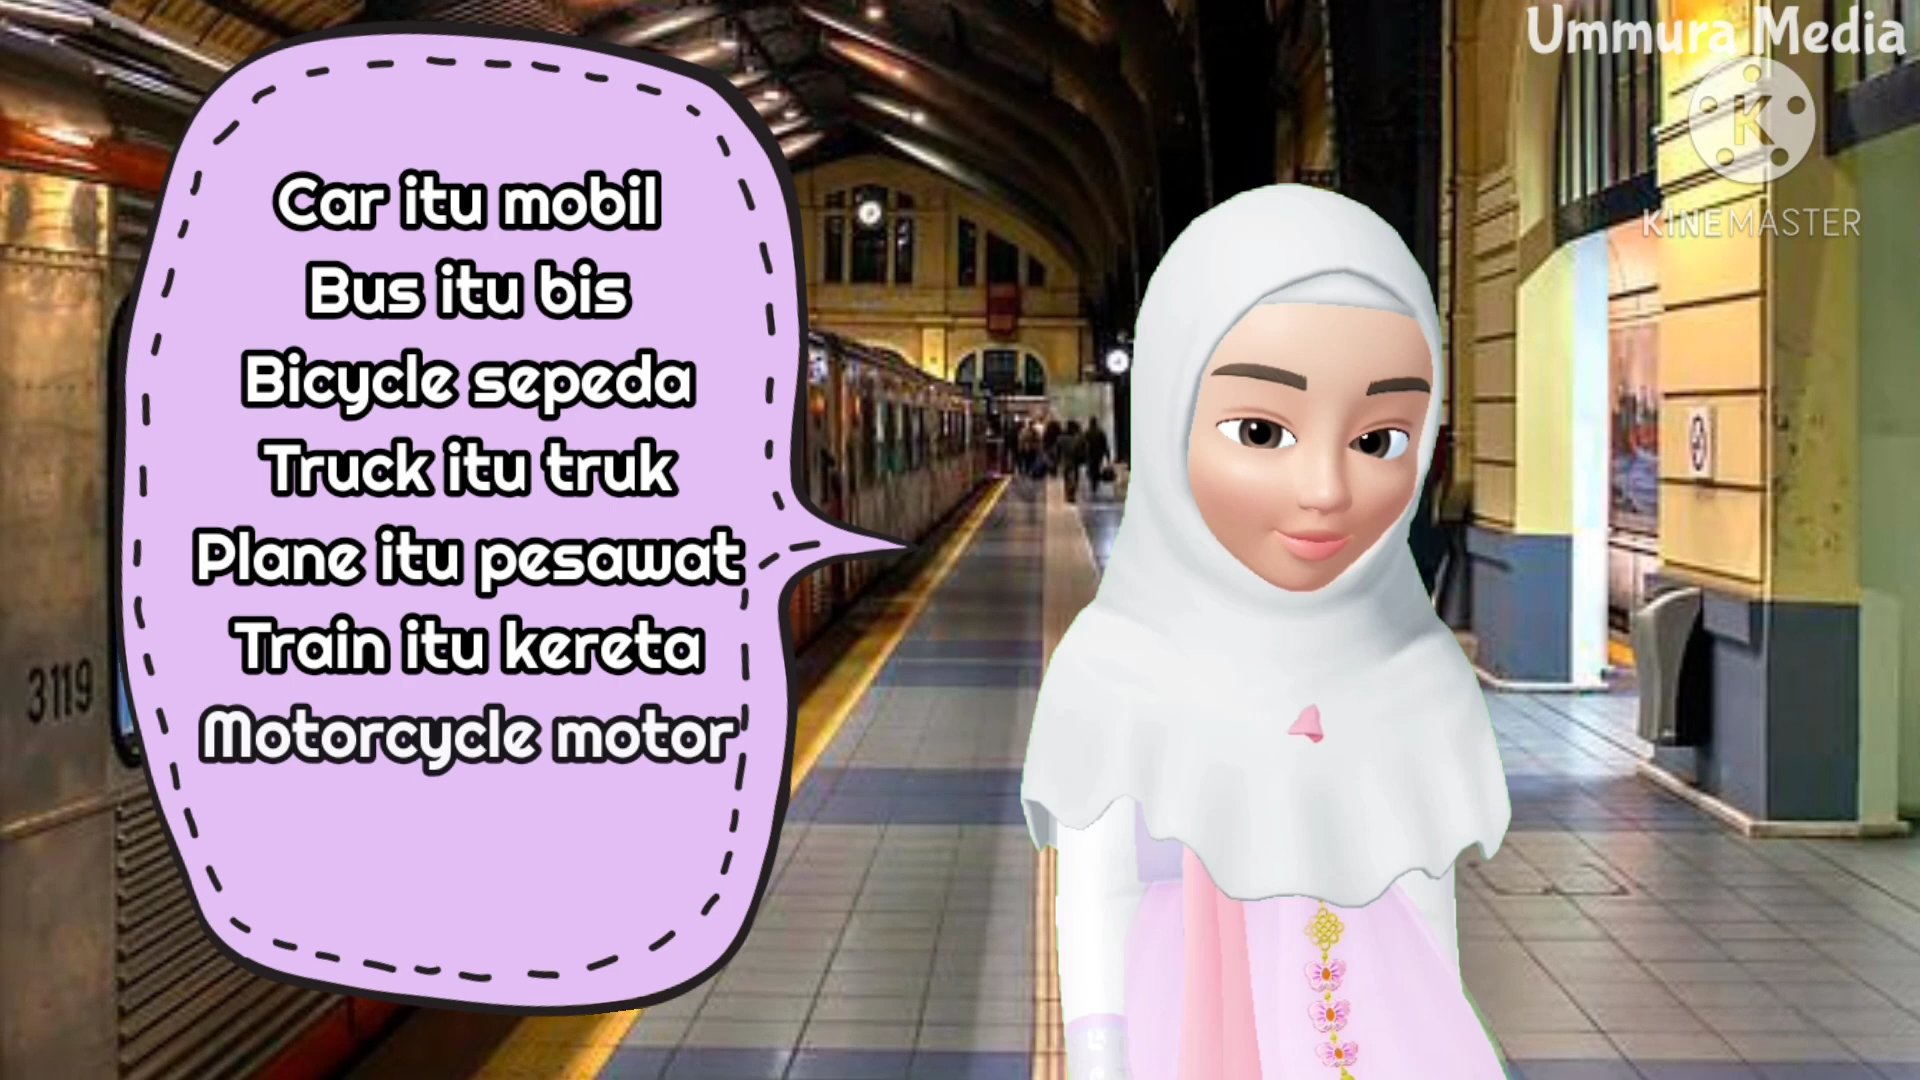 Ummura Media
K
KINEMASTER
Car itu mobil
Bus itu bis
Bicycle sepeda
Truck itu truk
Plane itu pesawat
Train itu kereta
Motorcycle motor
3119